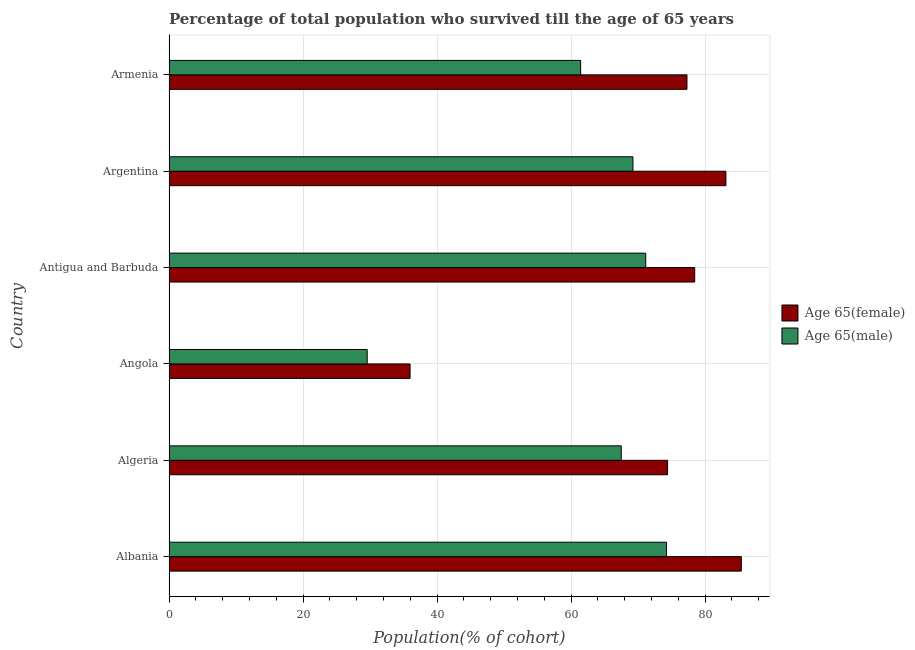 Percentage of total population who survived till the age of 65 years
Armenia
Argentina
Antigua and Barbuda
Angola
Algeria
Albania
Country
0
20
40
60
80
Population(% of cohort)
Age 65(female)
Age 65(male)